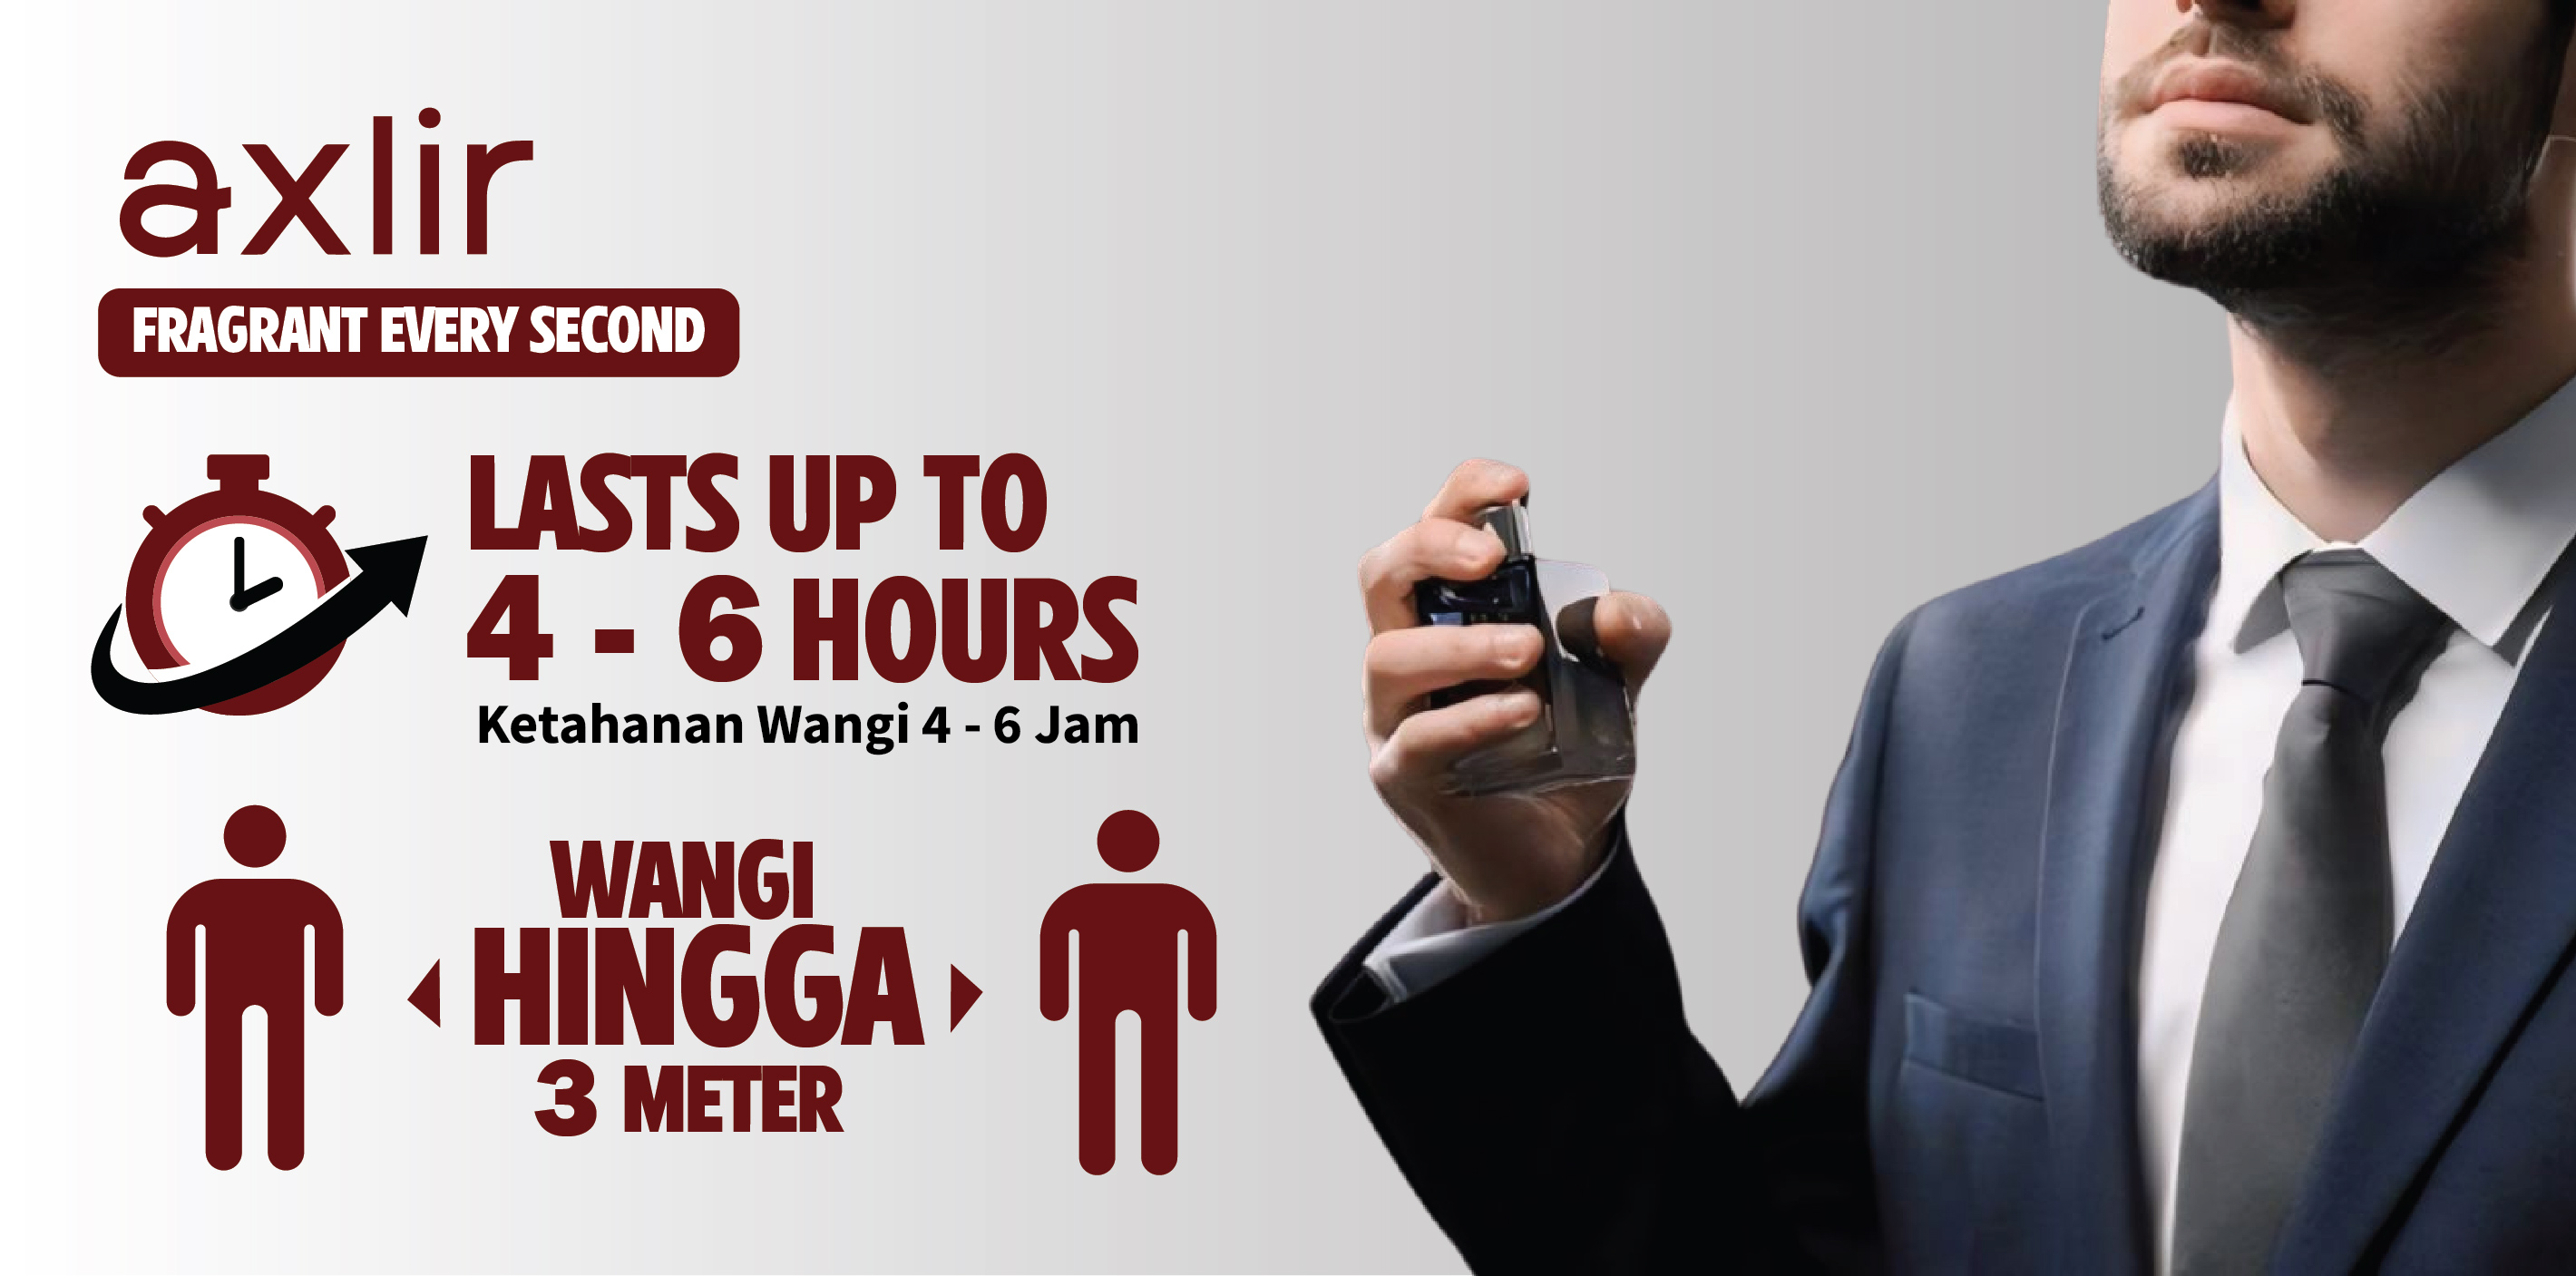 axlir
FRAGRANT EVERY SECOND
LASTS UP TO
4 - 6 HOURS
Ketahanan Wangi 4 - 6 Jam
WANGI
HINGGA
3 METER